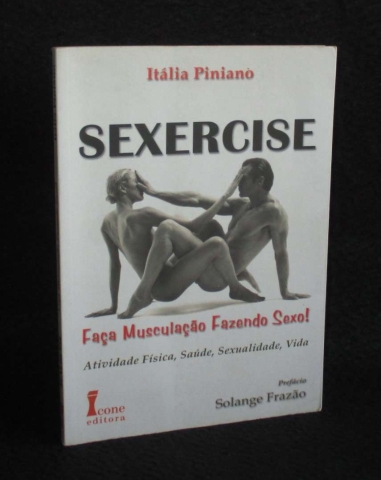 Itália Piniano
SEXERCISE
Faça Musculação Fazendo Sexo!
Atividade Física, Saúde, Sexualidade, Vida
Prefácio
Solange Frazão
Ícone
editora